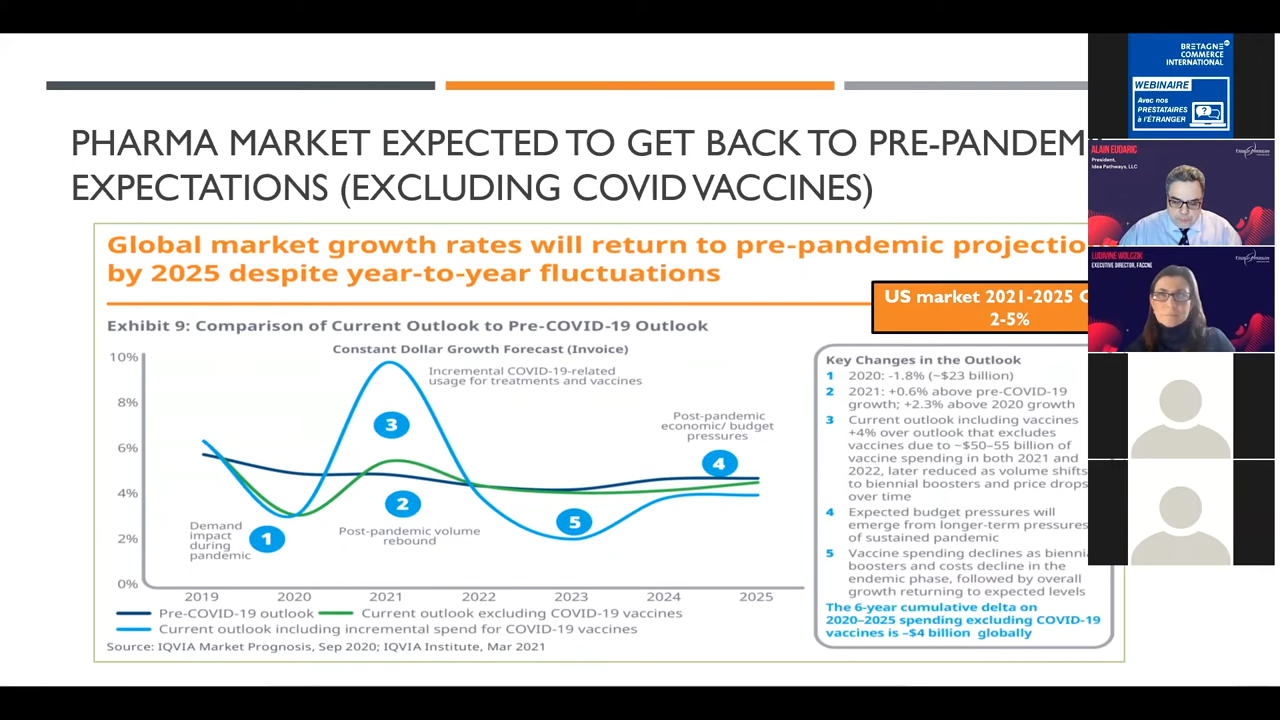 PHARMA MARKET EXPECTED TO GET BACK TO PRE-PANDEM
EXPECTATIONS (EXCLUDING COVID VACCINES)
Global market growth rates will return to pre-pandemic projectio
by 2025 despite year-to-year fluctuations
US market 2021-2025 C
2-5%
Exhibit 9: Comparison of Current Outlook to Pre-COVID-19 Outlook
Constant Dollar Growth Forecast (Invoice)
10%
8%
6%
4%
2%
0%
Incremental COVID-19-related
usage for treatments and vaccines
Post-pandemic
economic/ budget
pressures
3
4
2
1
5
Demand
impact
during
pandemic
Post-pandemic volume
rebound
2019 2020 2021 2022 2023 2024 2025
Pre-COVID-19 outlook Current outlook excluding COVID-19 vaccines
Current outlook including incremental spend for COVID-19 vaccines
Source: IQVIA Market Prognosis, Sep 2020; IQVIA Institute, Mar 2021
Key Changes in the Outlook
1 2020: -1.8% (~$23 billion)
2 2021: +0.6% above pre-COVID-19
growth; +2.3% above 2020 growth
3 Current outlook including vaccines
+4% over outlook that excludes
vaccines due to ~$50–55 billion of
vaccine spending in both 2021 and
2022, later reduced as volume shifts
to biennial boosters and price drops
over time
4 Expected budget pressures will
emerge from longer-term pressures
of sustained pandemic
5 Vaccine spending declines as bienni
boosters and costs decline in the
endemic phase, followed by overall
growth returning to expected levels
The 6-year cumulative delta on
2020–2025 spending excluding COVID-19
vaccines is –$4 billion globally
BRETAGNE
COMMERCE
INTERNATIONAL
WEBINAIRE
Avec nos
PRESTATAIRES
à l'ÉTRANGER
ALAIN EUDARIC
President,
Idea Pathways, LLC
LUDIVINE WOLCZIK
EXECUTIVE DIRECTOR, FACCNE